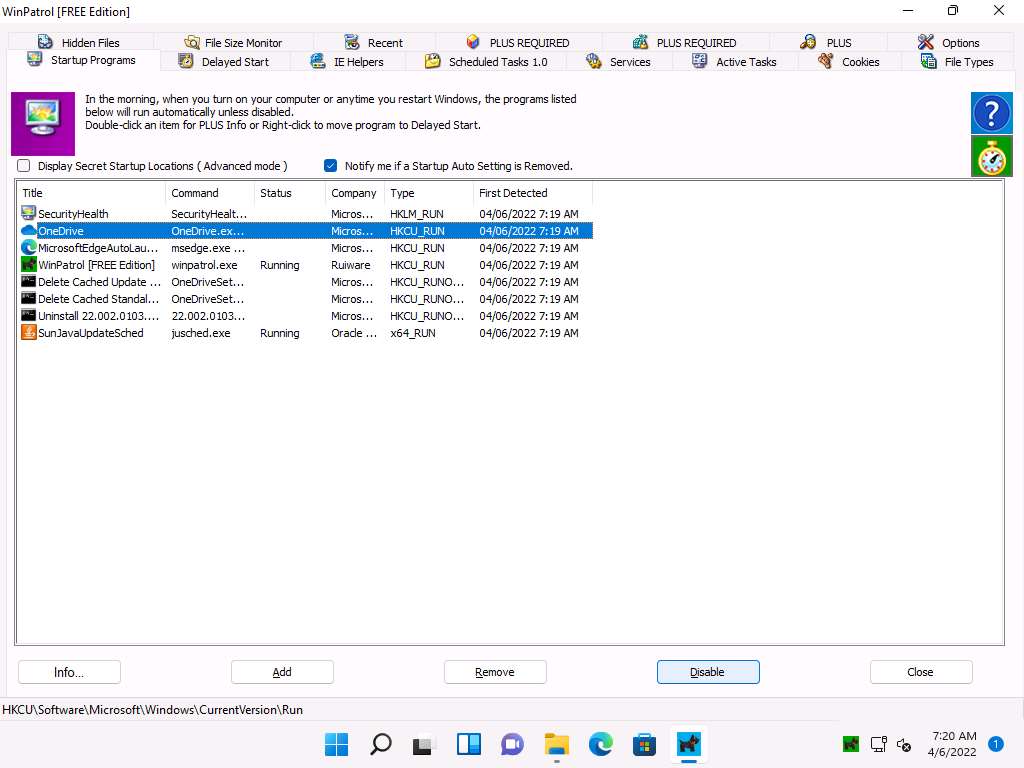 WinPatrol [FREE Edition]
Hidden Files File Size Monitor Recent PLUS REQUIRED PLUS REQUIRED PLUS Options
Startup Programs Delayed Start IE Helpers Scheduled Tasks 1.0 Services Active Tasks Cookies File Types
In the morning, when you turn on your computer or anytime you restart Windows, the programs listed
below will run automatically unless disabled.
Double-click an item for PLUS Info or Right-click to move program to Delayed Start.
?
Display Secret Startup Locations ( Advanced mode ) Notify me if a Startup Auto Setting is Removed.
Title Command Status Company Type First Detected
SecurityHealth SecurityHealt... Micros... HKLM_RUN 04/06/2022 7:19 AM
OneDrive OneDrive.ex... Micros... HKCU_RUN 04/06/2022 7:19 AM
MicrosoftEdgeAutoLau... msedge.exe ... Micros... HKCU_RUN 04/06/2022 7:19 AM
WinPatrol [FREE Edition] winpatrol.exe Running Ruiware HKCU_RUN 04/06/2022 7:19 AM
Delete Cached Update ... OneDriveSet... Micros... HKCU_RUNO... 04/06/2022 7:19 AM
Delete Cached Standal... OneDriveSet... Micros... HKCU_RUNO... 04/06/2022 7:19 AM
Uninstall 22.002.0103.... 22.002.0103... Micros... HKCU_RUNO... 04/06/2022 7:19 AM
SunJavaUpdateSched jusched.exe Running Oracle ... x64_RUN 04/06/2022 7:19 AM
Info... Add Remove Disable Close
HKCU\Software\Microsoft\Windows\CurrentVersion\Run
7:20 AM
4/6/2022
1